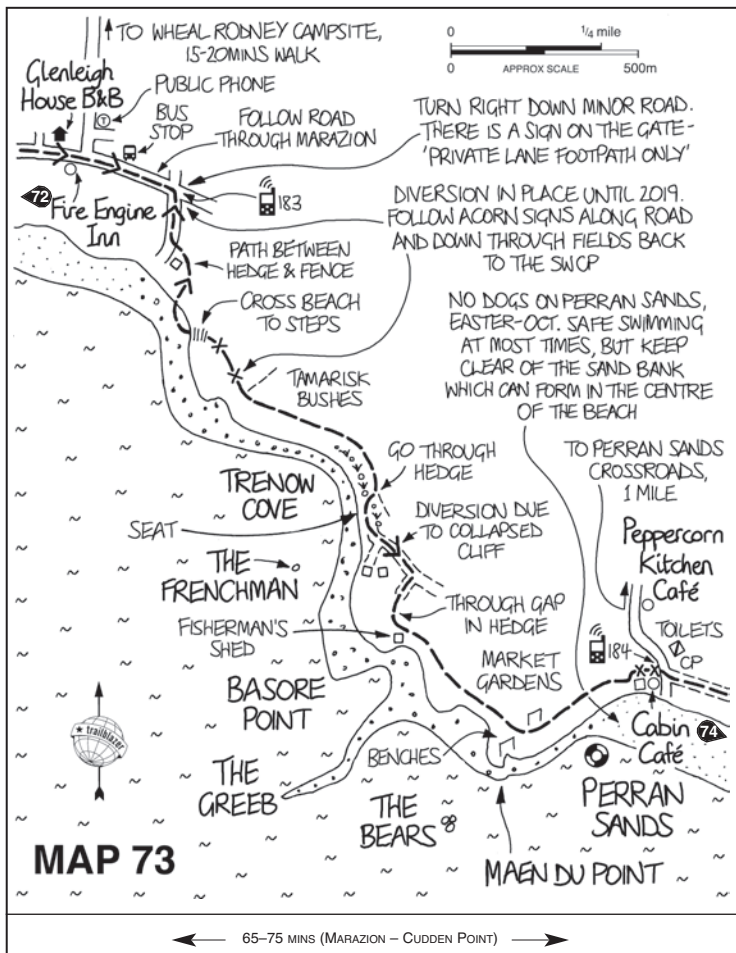 TO WHEAL RODNEY CAMPSITE,
15-20MINS WALK
0 1/4 mile
0 APPROX SCALE 500m
Glenleigh
House B&B
PUBLIC PHONE
T
BUS
STOP
FOLLOW ROAD
THROUGH MARAZION
TURN RIGHT DOWN MINOR ROAD.
THERE IS A SIGN ON THE GATE-
'PRIVATE LANE FOOTPATH ONLY'
72
Fire Engine
Inn
183
DIVERSION IN PLACE UNTIL 2019.
FOLLOW ACORN SIGNS ALONG ROAD
AND DOWN THROUGH FIELDS BACK
TO THE SWCP
PATH BETWEEN
HEDGE & FENCE
CROSS BEACH
TO STEPS
NO DOGS ON PERRAN SANDS,
EASTER-OCT. SAFE SWIMMING
AT MOST TIMES, BUT KEEP
CLEAR OF THE SAND BANK
WHICH CAN FORM IN THE CENTRE
OF THE BEACH
TAMARISK
BUSHES
GO THROUGH
HEDGE
TO PERRAN SANDS
CROSSROADS,
1 MILE
TRENOW
COVE
SEAT
DIVERSION DUE
TO COLLAPSED
CLIFF
Peppercorn
Kitchen
Café
THE
FRENCHMAN
THROUGH GAP
IN HEDGE
TOILETS
CP
184
FISHERMAN'S
SHED
MARKET
GARDENS
BASORE
POINT
trailblazer
Cabin
Café
74
BENCHES
THE
GREEB
THE
BEARS
PERRAN
SANDS
MAEN DU POINT
MAP 73
65–75 MINS (MARAZION – CUDDEN POINT)